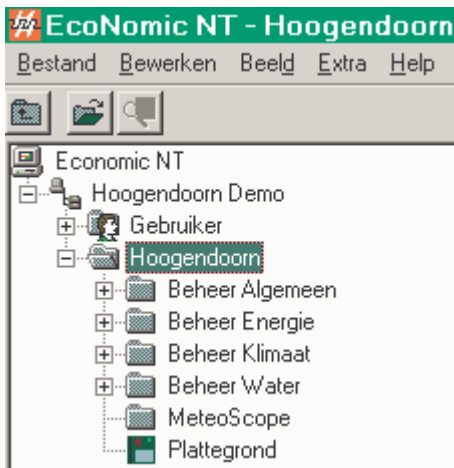 EcoNomic NT - Hoogendoorn
Bestand Bewerken Beeld Extra Help
Economic NT
Hoogendoorn Demo
Gebruiker
Hoogendoorn
Beheer Algemeen
Beheer Energie
Beheer Klimaat
Beheer Water
MeteoScope
Plattegrond